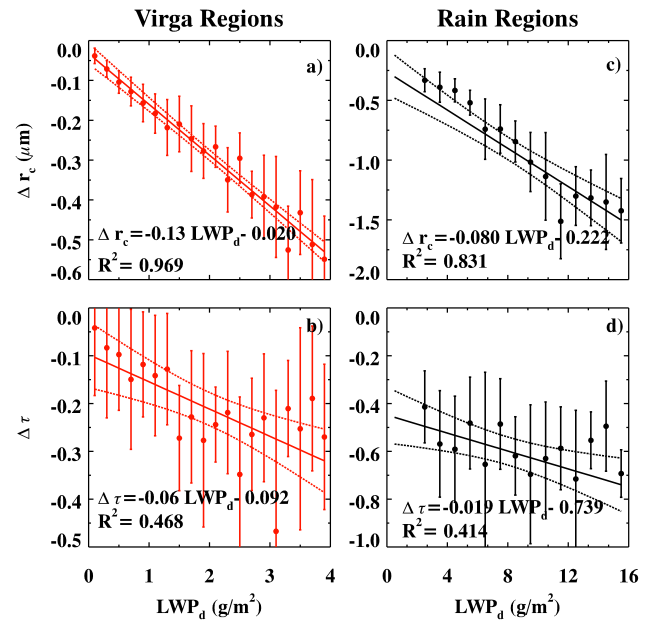 Virga Regions
Rain Regions
0.0
-0.1
-0.2
-0.3
-0.4
-0.5
-0.6
Δ r_c (μm)
a)
Δ r_c=-0.13 LWP_d- 0.020
R²= 0.969
0.0
-0.5
-1.0
-1.5
-2.0
c)
Δ r_c=-0.080 LWP_d- 0.222
R²= 0.831
0.0
-0.1
-0.2
-0.3
-0.4
-0.5
Δ τ
b)
Δ τ=-0.06 LWP_d- 0.092
R²= 0.468
0 1 2 3 4
LWP_d (g/m²)
0.0
-0.2
-0.4
-0.6
-0.8
-1.0
d)
Δ τ=-0.019 LWP_d- 0.739
R²= 0.414
0 4 8 12 16
LWP_d (g/m²)